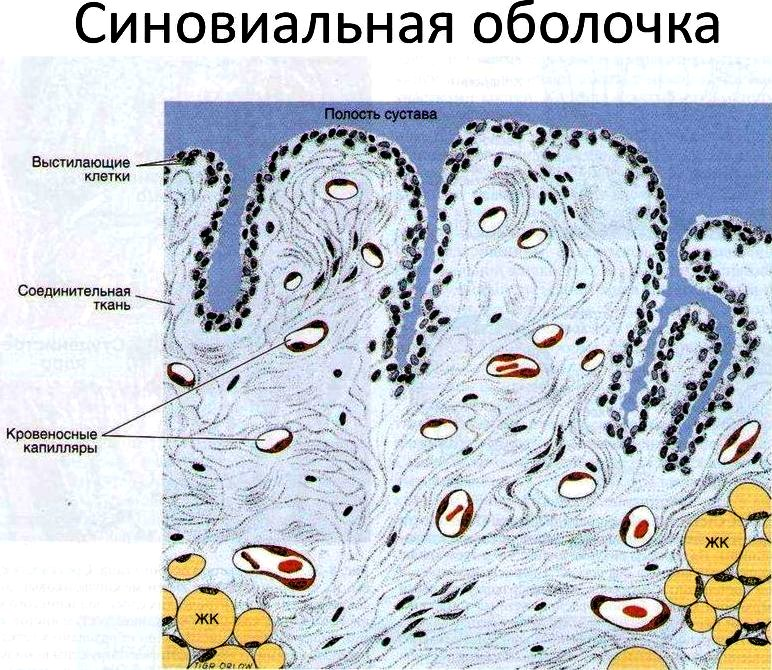 Синовиальная оболочка
Полость сустава
Выстилающие
клетки
Соединительная
ткань
Кровеносные
капилляры
ЖК
ЖК